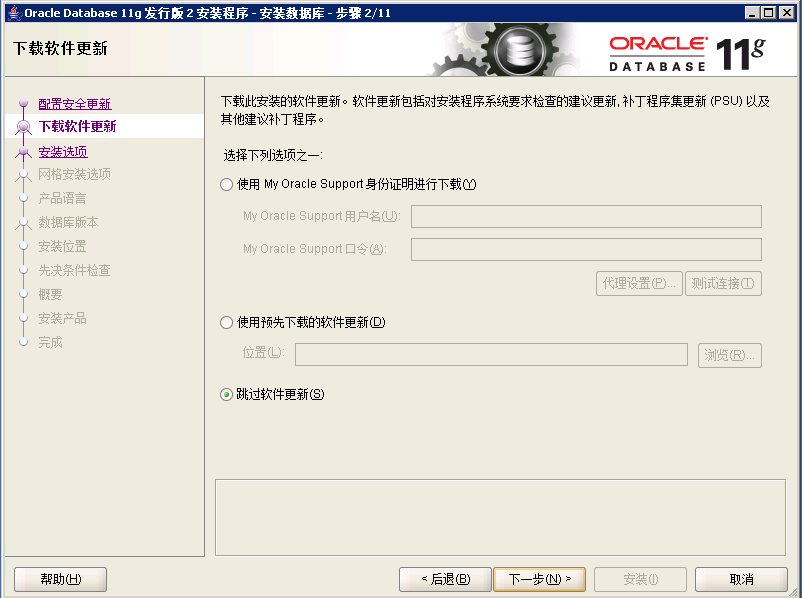 Oracle Database 11g 发行版 2 安装程序 - 安装数据库 - 步骤 2/11
下载软件更新
ORACLE
DATABASE
11g
配置安全更新
下载软件更新
安装选项
网格安装选项
产品语言
数据库版本
安装位置
先决条件检查
概要
安装产品
完成
下载此安装的软件更新。软件更新包括对安装程序系统要求检查的建议更新, 补丁程序集更新 (PSU) 以及
其他建议补丁程序。
选择下列选项之一:
使用 My Oracle Support 身份证明进行下载(Y)
My Oracle Support 用户名(U):
My Oracle Support 口令(A):
代理设置(P)... 测试连接(T)
使用预先下载的软件更新(D)
位置(L): 浏览(R)...
跳过软件更新(S)
帮助(H) < 后退(B) 下一步(N) > 安装(I) 取消